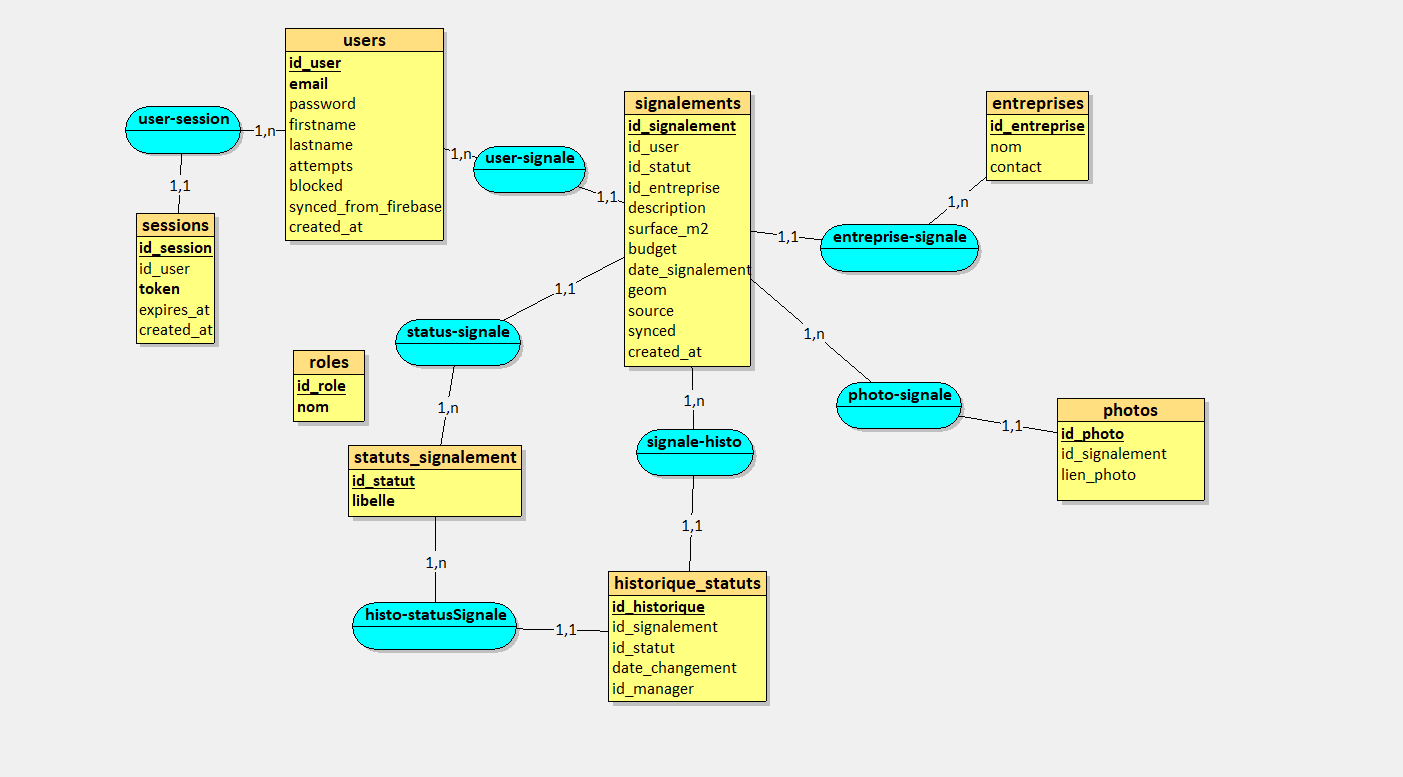 users
id_user
email
password
firstname
lastname
attempts
blocked
synced_from_firebase
created_at
user-session
1,n
1,1
sessions
id_session
id_user
token
expires_at
created_at
1,n
user-signale
1,1
signalements
id_signalement
id_user
id_statut
id_entreprise
description
surface_m2
budget
date_signalement
geom
source
synced
created_at
entreprises
id_entreprise
nom
contact
1,n
entreprise-signale
1,1
1,1
status-signale
1,n
roles
id_role
nom
statuts_signalement
id_statut
libelle
1,n
photo-signale
1,1
photos
id_photo
id_signalement
lien_photo
1,n
signale-histo
1,1
1,n
histo-statusSignale
1,1
historique_statuts
id_historique
id_signalement
id_statut
date_changement
id_manager